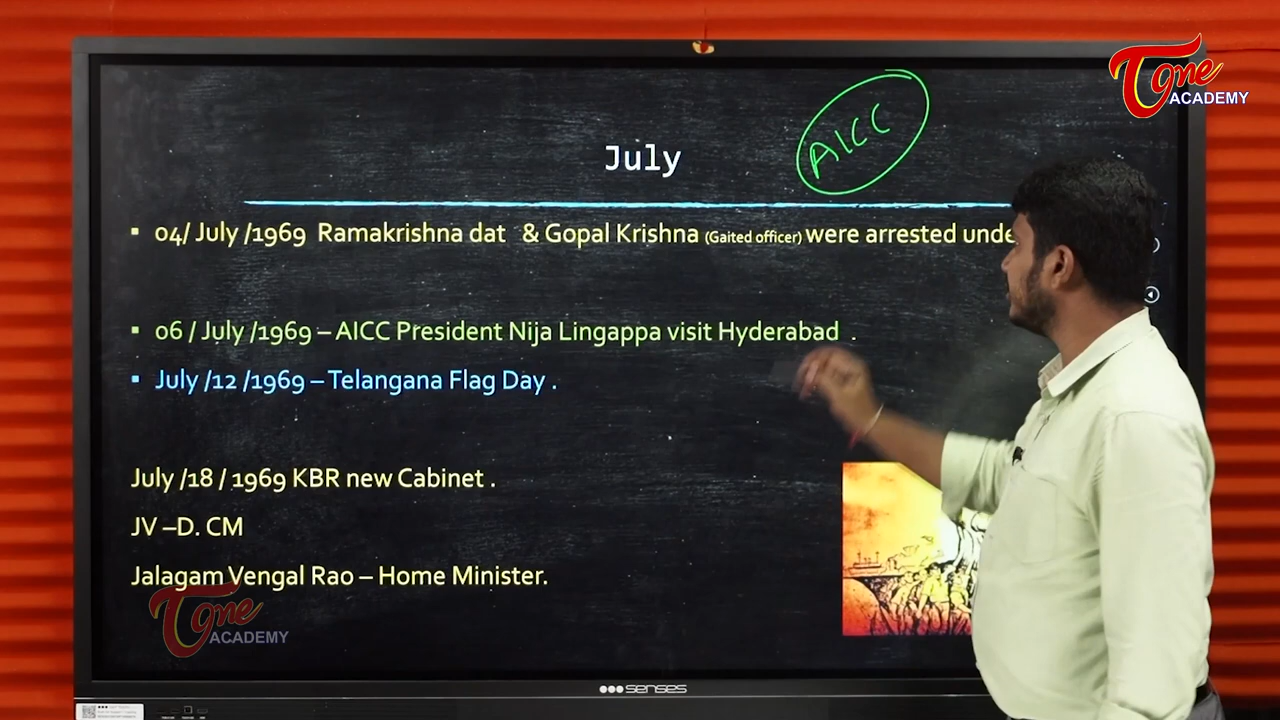 Tone
ACADEMY
AICC
July
▪ 04/ July /1969 Ramakrishna dat & Gopal Krishna (Gaited officer) were arrested unde
▪ 06 / July /1969 – AICC President Nija Lingappa visit Hyderabad .
▪ July /12 /1969 – Telangana Flag Day .
July /18 / 1969 KBR new Cabinet .
JV –D. CM
Jalagam Vengal Rao – Home Minister.
Tone
ACADEMY
senses